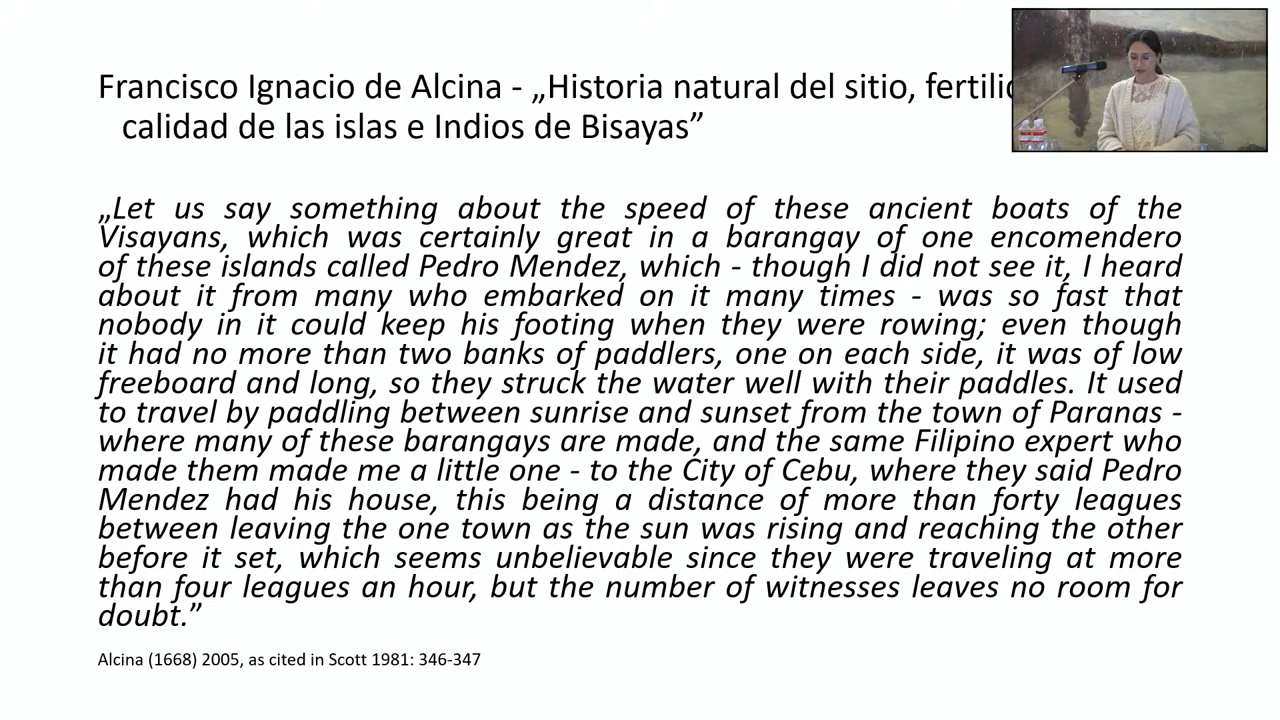 Francisco Ignacio de Alcina - „Historia natural del sitio,
calidad de las islas e Indios de Bisayas”
„Let us say something about the speed of these ancient boats of the
Visayans, which was certainly great in a barangay of one encomendero
of these islands called Pedro Mendez, which - though I did not see it, I heard
about it from many who embarked on it many times - was so fast that
nobody in it could keep his footing when they were rowing; even though
it had no more than two banks of paddlers, one on each side, it was of low
freeboard and long, so they struck the water well with their paddles. It used
to travel by paddling between sunrise and sunset from the town of Paranas -
where many of these barangays are made, and the same Filipino expert who
made them made me a little one - to the City of Cebu, where they said Pedro
Mendez had his house, this being a distance of more than forty leagues
between leaving the one town as the sun was rising and reaching the other
before it set, which seems unbelievable since they were traveling at more
than four leagues an hour, but the number of witnesses leaves no room for
doubt.”
Alcina (1668) 2005, as cited in Scott 1981: 346-347